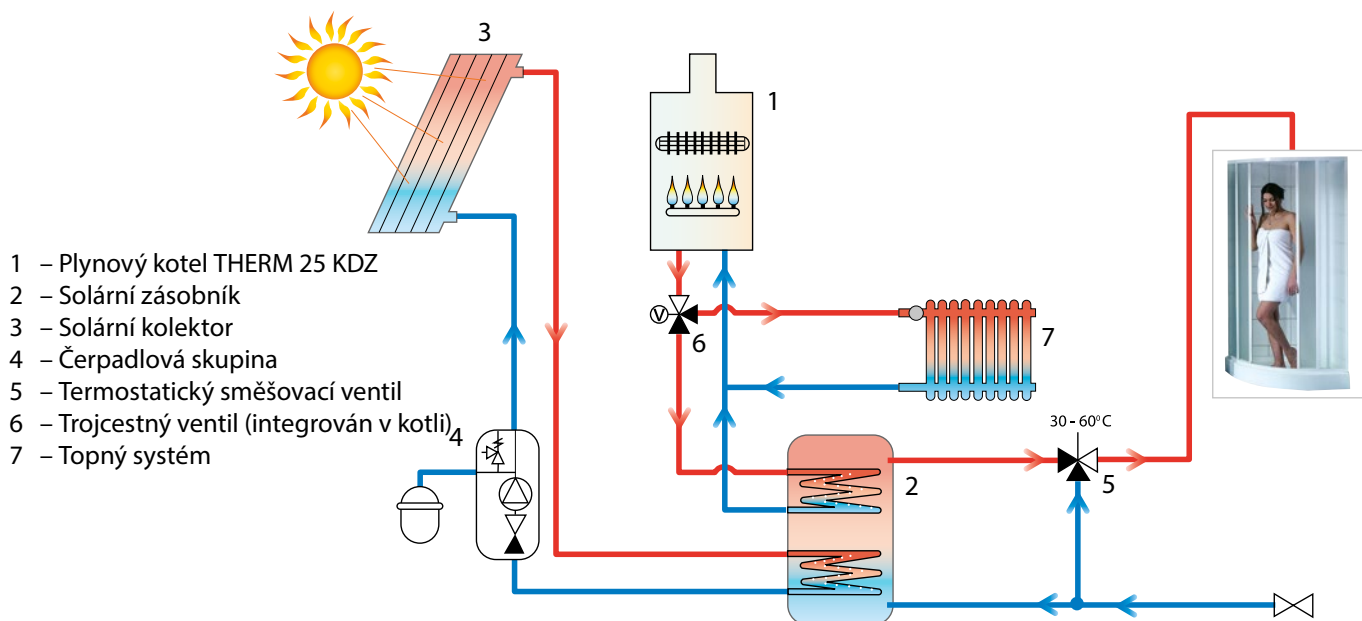 3
1
1 – Plynový kotel THERM 25 KDZ
2 – Solární zásobník
3 – Solární kolektor
4 – Čerpadlová skupina
5 – Termostatický směšovací ventil
6 – Trojcestný ventil (integrován v kotli)
7 – Topný systém
V
6
7
4
30 - 60⁰C
2
5